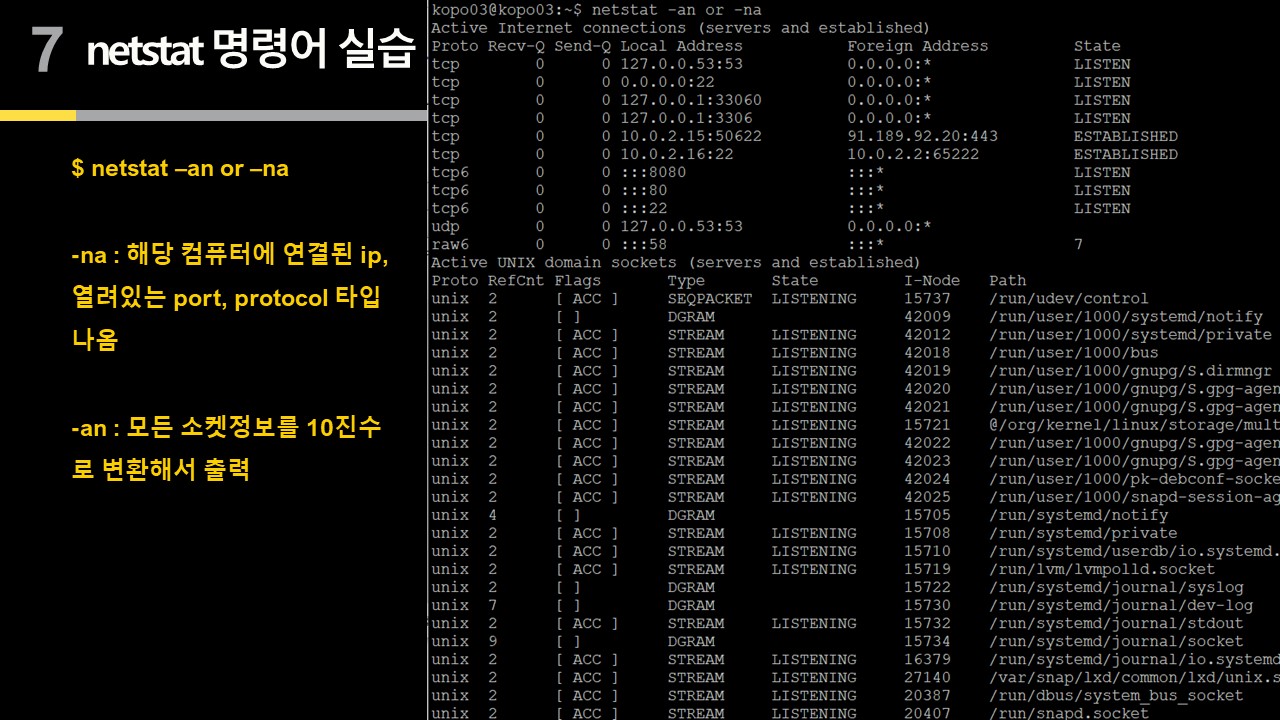 7 netstat 명령어 실습
$ netstat –an or –na
-na : 해당 컴퓨터에 연결된 ip,
열려있는 port, protocol 타입
나옴
-an : 모든 소켓정보를 10진수
로 변환해서 출력
kopo03@kopo03:~$ netstat -an or -na
Active Internet connections (servers and established)
Proto Recv-Q Send-Q Local Address Foreign Address State
tcp 0 0 127.0.0.53:53 0.0.0.0:* LISTEN
tcp 0 0 0.0.0.0:22 0.0.0.0:* LISTEN
tcp 0 0 127.0.0.1:33060 0.0.0.0:* LISTEN
tcp 0 0 127.0.0.1:3306 0.0.0.0:* LISTEN
tcp 0 0 10.0.2.15:50622 91.189.92.20:443 ESTABLISHED
tcp 0 0 10.0.2.16:22 10.0.2.2:65222 ESTABLISHED
tcp6 0 0 :::8080 :::* LISTEN
tcp6 0 0 :::80 :::* LISTEN
tcp6 0 0 :::22 :::* LISTEN
udp 0 0 127.0.0.53:53 0.0.0.0:*
raw6 0 0 :::58 :::* 7
Active UNIX domain sockets (servers and established)
Proto RefCnt Flags Type State I-Node Path
unix 2 [ ACC ] SEQPACKET LISTENING 15737 /run/udev/control
unix 2 [ ] DGRAM 42009 /run/user/1000/systemd/notify
unix 2 [ ACC ] STREAM LISTENING 42012 /run/user/1000/systemd/private
unix 2 [ ACC ] STREAM LISTENING 42018 /run/user/1000/bus
unix 2 [ ACC ] STREAM LISTENING 42019 /run/user/1000/gnupg/S.dirmngr
unix 2 [ ACC ] STREAM LISTENING 42020 /run/user/1000/gnupg/S.gpg-agen
unix 2 [ ACC ] STREAM LISTENING 42021 /run/user/1000/gnupg/S.gpg-agen
unix 2 [ ACC ] STREAM LISTENING 15721 @/org/kernel/linux/storage/mult
unix 2 [ ACC ] STREAM LISTENING 42022 /run/user/1000/gnupg/S.gpg-agen
unix 2 [ ACC ] STREAM LISTENING 42023 /run/user/1000/gnupg/S.gpg-agen
unix 2 [ ACC ] STREAM LISTENING 42024 /run/user/1000/pk-debconf-socke
unix 2 [ ACC ] STREAM LISTENING 42025 /run/user/1000/snapd-session-ag
unix 4 [ ] DGRAM 15705 /run/systemd/notify
unix 2 [ ACC ] STREAM LISTENING 15708 /run/systemd/private
unix 2 [ ACC ] STREAM LISTENING 15710 /run/systemd/userdb/io.systemd.
unix 2 [ ACC ] STREAM LISTENING 15719 /run/lvm/lvmpolld.socket
unix 2 [ ] DGRAM 15722 /run/systemd/journal/syslog
unix 7 [ ] DGRAM 15730 /run/systemd/journal/dev-log
unix 2 [ ACC ] STREAM LISTENING 15732 /run/systemd/journal/stdout
unix 9 [ ] DGRAM 15734 /run/systemd/journal/socket
unix 2 [ ACC ] STREAM LISTENING 16379 /run/systemd/journal/io.systemd
unix 2 [ ACC ] STREAM LISTENING 27140 /var/snap/lxd/common/lxd/unix.s
unix 2 [ ACC ] STREAM LISTENING 20387 /run/dbus/system_bus_socket
unix 2 [ ACC ] STREAM LISTENING 20407 /run/snapd.socket